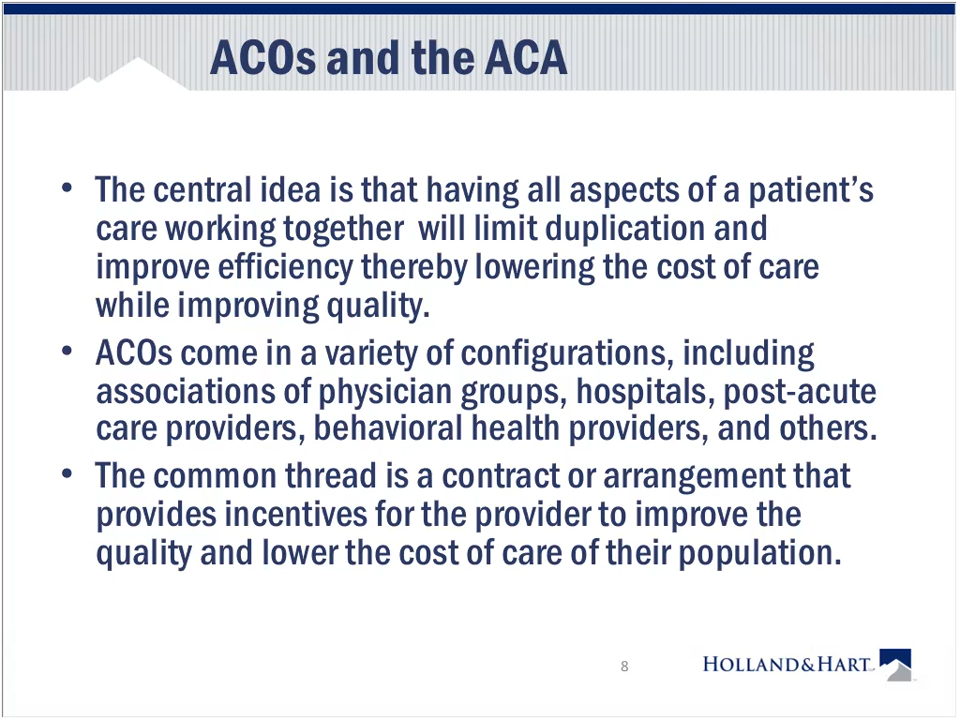 ACOs and the ACA
• The central idea is that having all aspects of a patient’s
care working together  will limit duplication and
improve efficiency thereby lowering the cost of care
while improving quality.
• ACOs come in a variety of configurations, including
associations of physician groups, hospitals, post-acute
care providers, behavioral health providers, and others.
• The common thread is a contract or arrangement that
provides incentives for the provider to improve the
quality and lower the cost of care of their population.
8
HOLLAND&HART